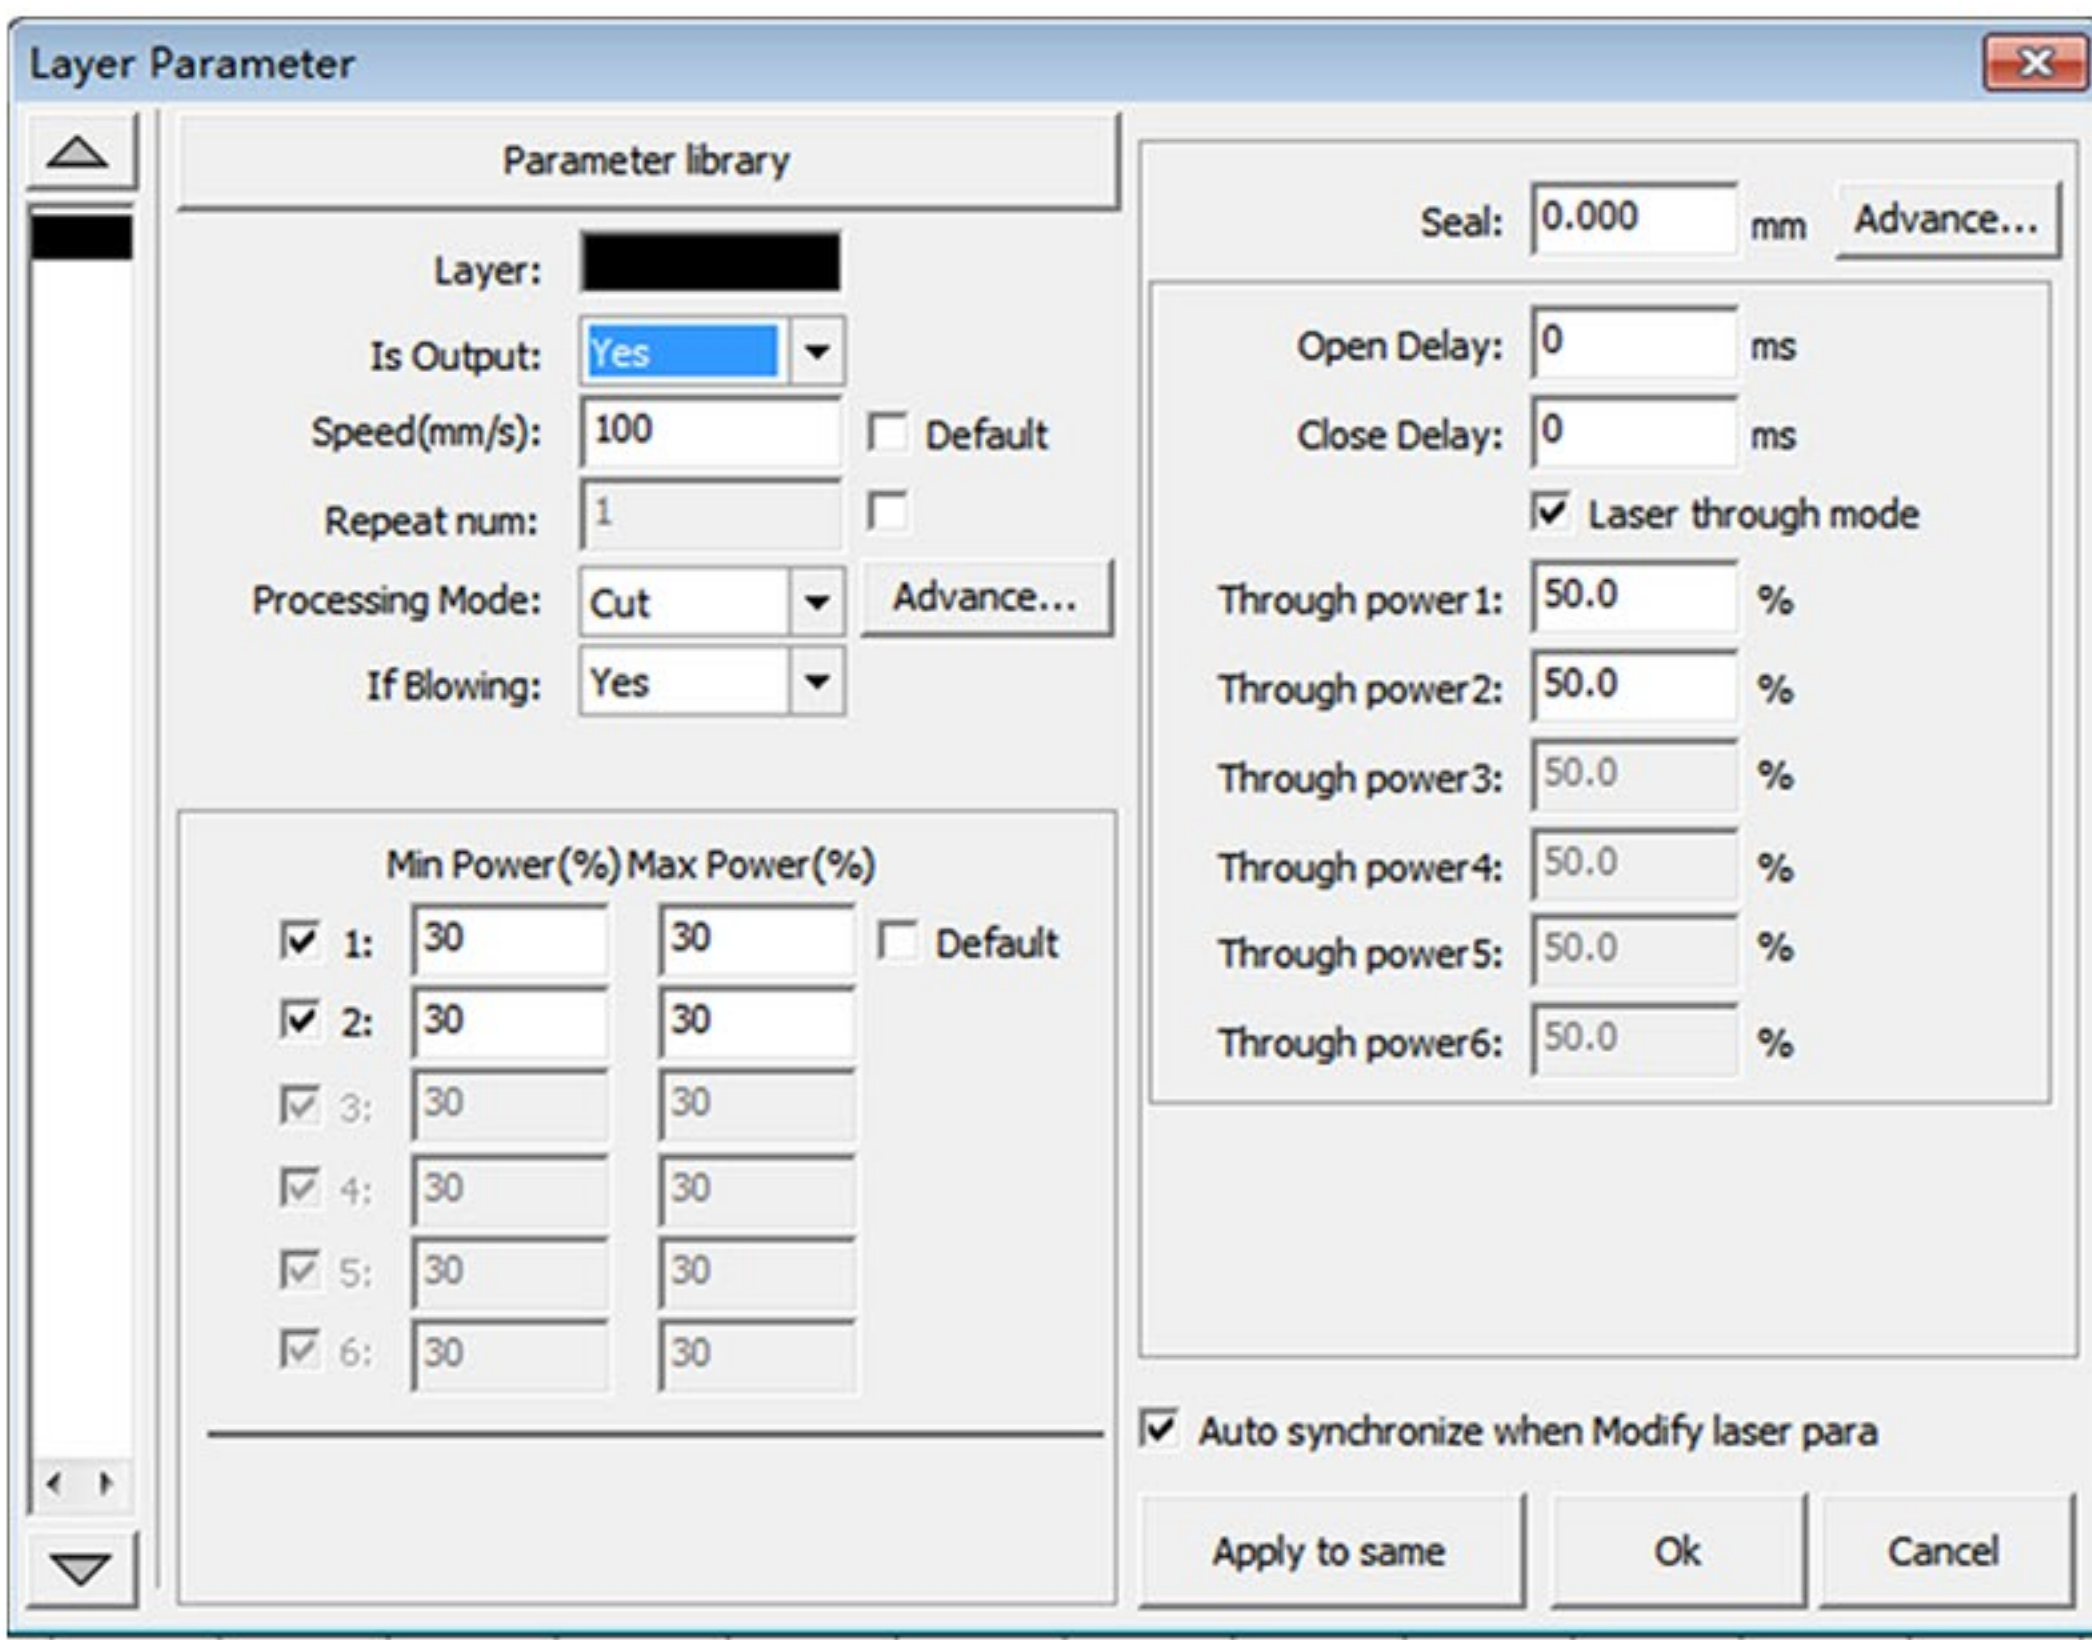 Layer Parameter
Parameter library
Layer:
Is Output: Yes
Speed(mm/s): 100 Default
Repeat num: 1
Processing Mode: Cut Advance...
If Blowing: Yes
Min Power(%) Max Power(%)
1: 30 30 Default
2: 30 30
3: 30 30
4: 30 30
5: 30 30
6: 30 30
Seal: 0.000 mm Advance...
Open Delay: 0 ms
Close Delay: 0 ms
Laser through mode
Through power1: 50.0 %
Through power2: 50.0 %
Through power3: 50.0 %
Through power4: 50.0 %
Through power5: 50.0 %
Through power6: 50.0 %
Auto synchronize when Modify laser para
Apply to same Ok Cancel